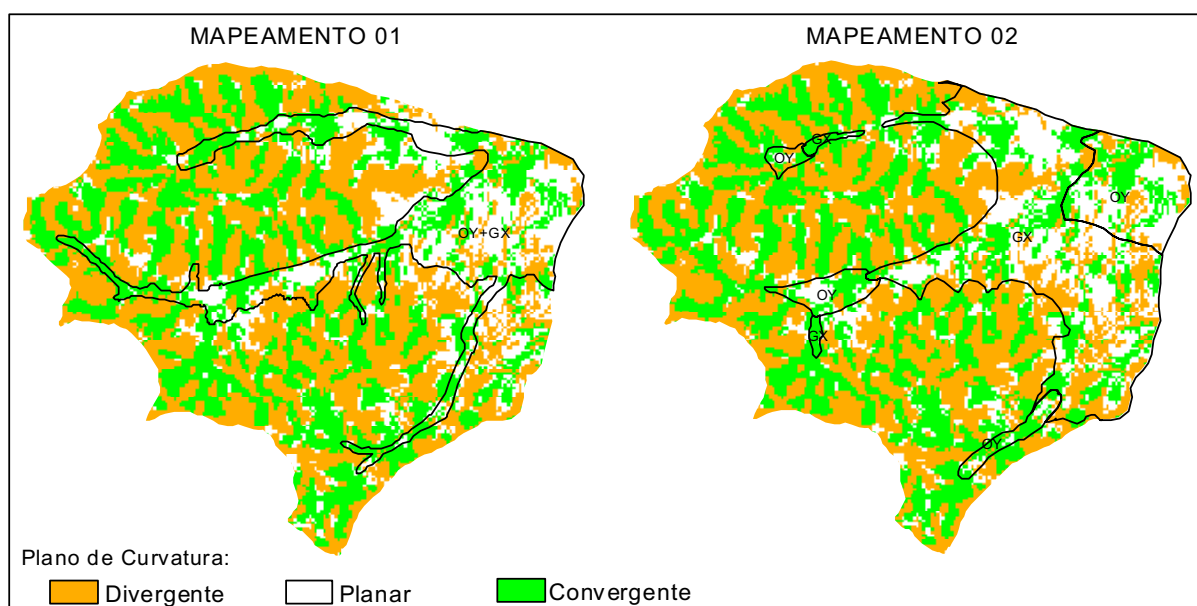 MAPEAMENTO 01
MAPEAMENTO 02
OY+GX
GX
OY
OY
GX
OY
GX
OY
Plano de Curvatura:
Divergente
Planar
Convergente